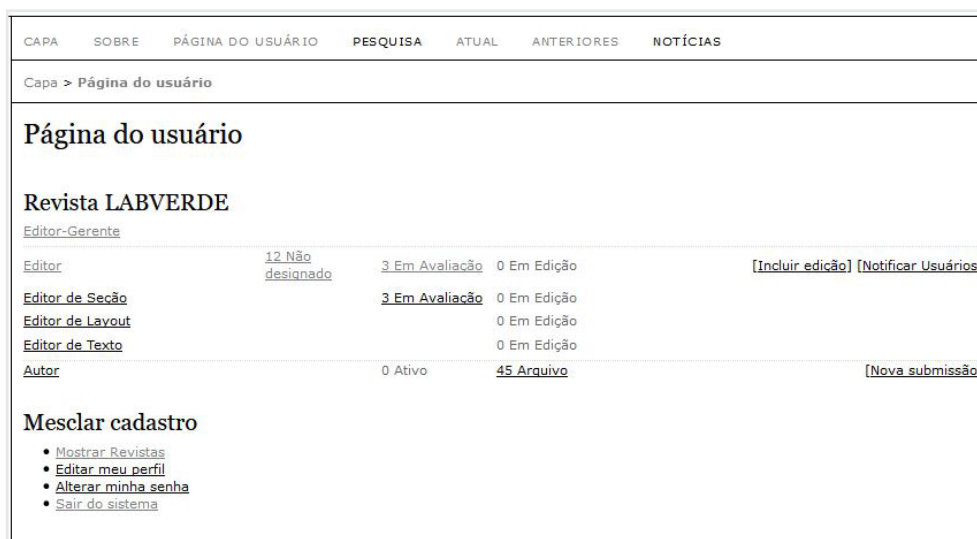 CAPA SOBRE PÁGINA DO USUÁRIO PESQUISA ATUAL ANTERIORES NOTÍCIAS
Capa > Página do usuário
Página do usuário
Revista LABVERDE
Editor-Gerente
Editor 12 Não designado 3 Em Avaliação 0 Em Edição [Incluir edição] [Notificar Usuários
Editor de Seção 3 Em Avaliação 0 Em Edição
Editor de Layout 0 Em Edição
Editor de Texto 0 Em Edição
Autor 0 Ativo 45 Arquivo [Nova submissão
Mesclar cadastro
• Mostrar Revistas
• Editar meu perfil
• Alterar minha senha
• Sair do sistema